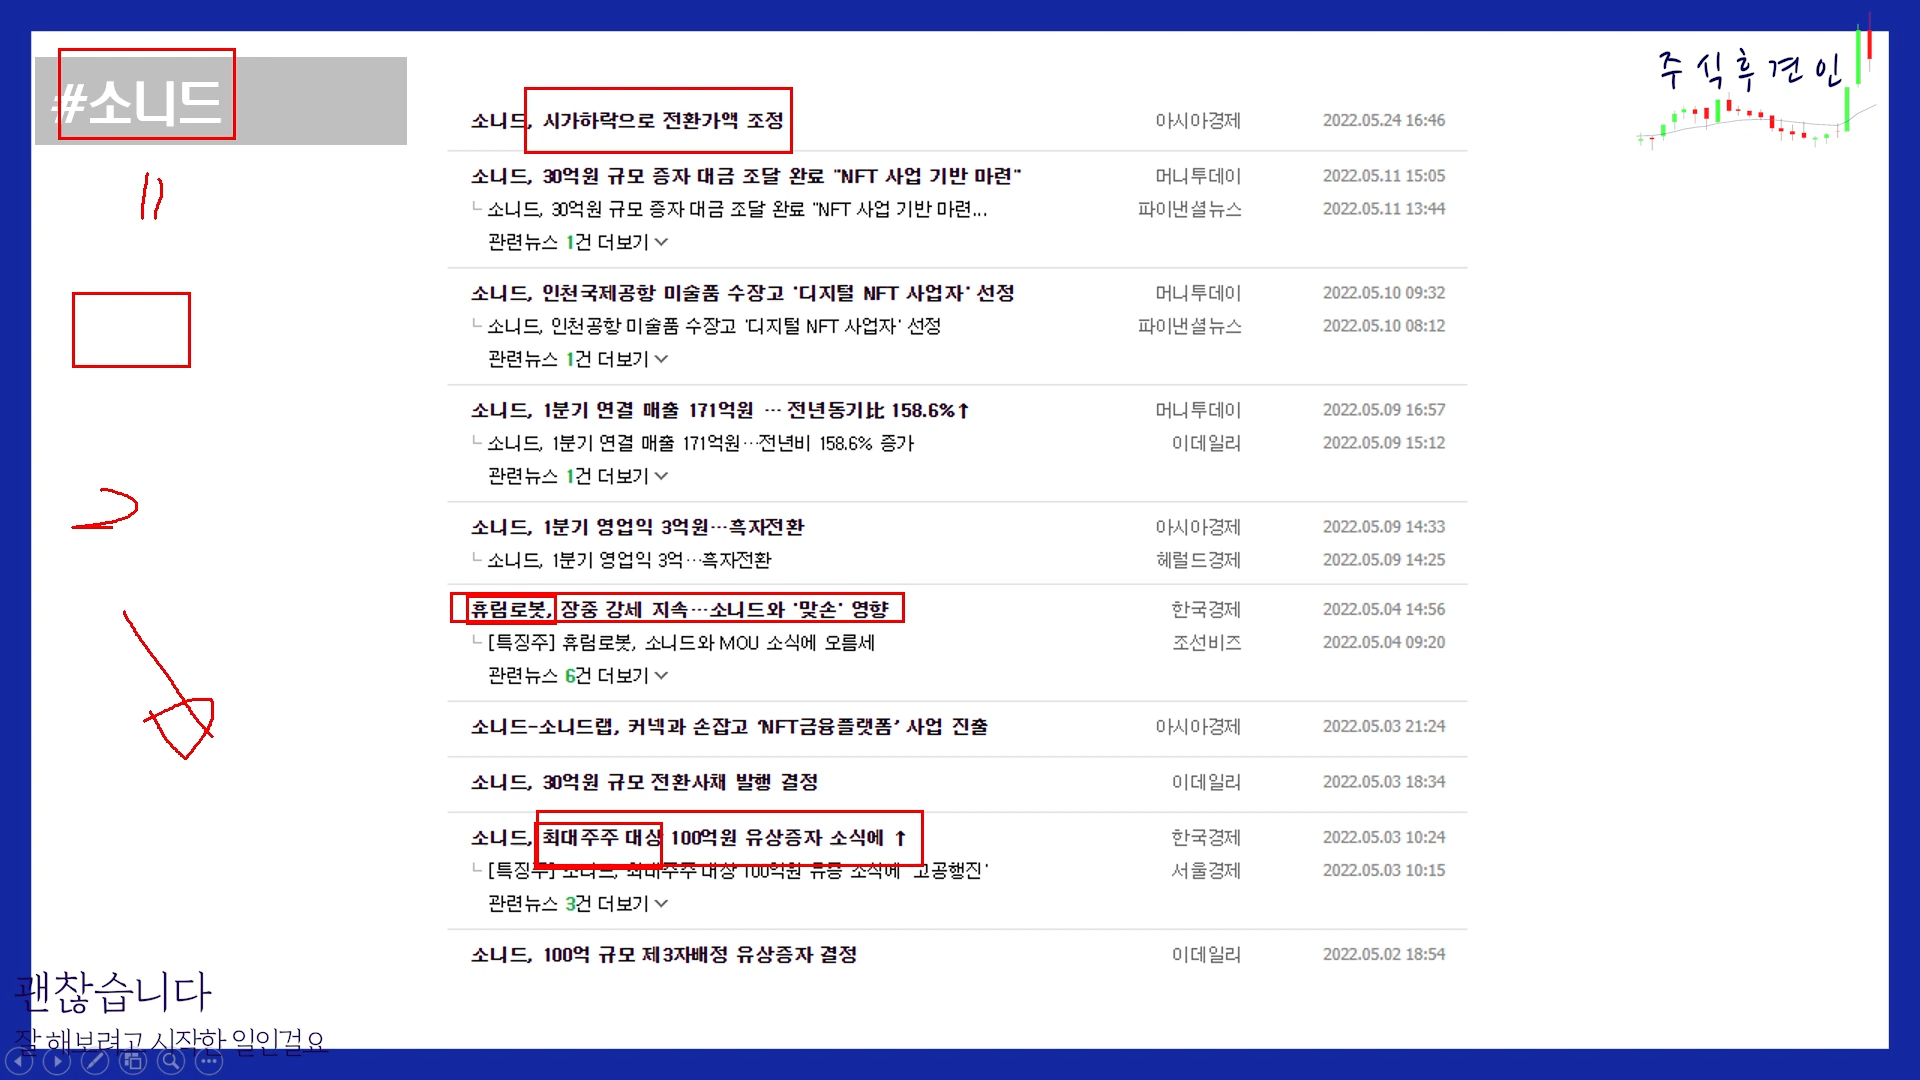 #소니드
주식후견인
소니드, 시가하락으로 전환가액 조정 아시아경제 2022.05.24 16:46
소니드, 30억원 규모 증자 대금 조달 완료 "NFT 사업 기반 마련" 머니투데이 2022.05.11 15:05
소니드, 30억원 규모 증자 대금 조달 완료 "NFT 사업 기반 마련... 파이낸셜뉴스 2022.05.11 13:44
관련뉴스 1건 더보기
소니드, 인천국제공항 미술품 수장고 '디지털 NFT 사업자' 선정 머니투데이 2022.05.10 09:32
소니드, 인천공항 미술품 수장고 '디지털 NFT 사업자' 선정 파이낸셜뉴스 2022.05.10 08:12
관련뉴스 1건 더보기
소니드, 1분기 연결 매출 171억원 … 전년동기比 158.6%↑ 머니투데이 2022.05.09 16:57
소니드, 1분기 연결 매출 171억원…전년비 158.6% 증가 이데일리 2022.05.09 15:12
관련뉴스 1건 더보기
소니드, 1분기 영업익 3억원…흑자전환 아시아경제 2022.05.09 14:33
소니드, 1분기 영업익 3억…흑자전환 헤럴드경제 2022.05.09 14:25
휴림로봇, 장중 강세 지속…소니드와 '맞손' 영향 한국경제 2022.05.04 14:56
[특징주] 휴림로봇, 소니드와 MOU 소식에 오름세 조선비즈 2022.05.04 09:20
관련뉴스 6건 더보기
소니드-소니드랩, 커넥과 손잡고 'NFT금융플랫폼' 사업 진출 아시아경제 2022.05.03 21:24
소니드, 30억원 규모 전환사채 발행 결정 이데일리 2022.05.03 18:34
소니드, 최대주주 대상 100억원 유상증자 소식에 ↑ 한국경제 2022.05.03 10:24
[특징주] 소니드, 최대주주 대상 100억원 유증 소식에 '고공행진' 서울경제 2022.05.03 10:15
관련뉴스 3건 더보기
소니드, 100억 규모 제3자배정 유상증자 결정 이데일리 2022.05.02 18:54
괜찮습니다
잘 해보려고 시작한 일인걸요